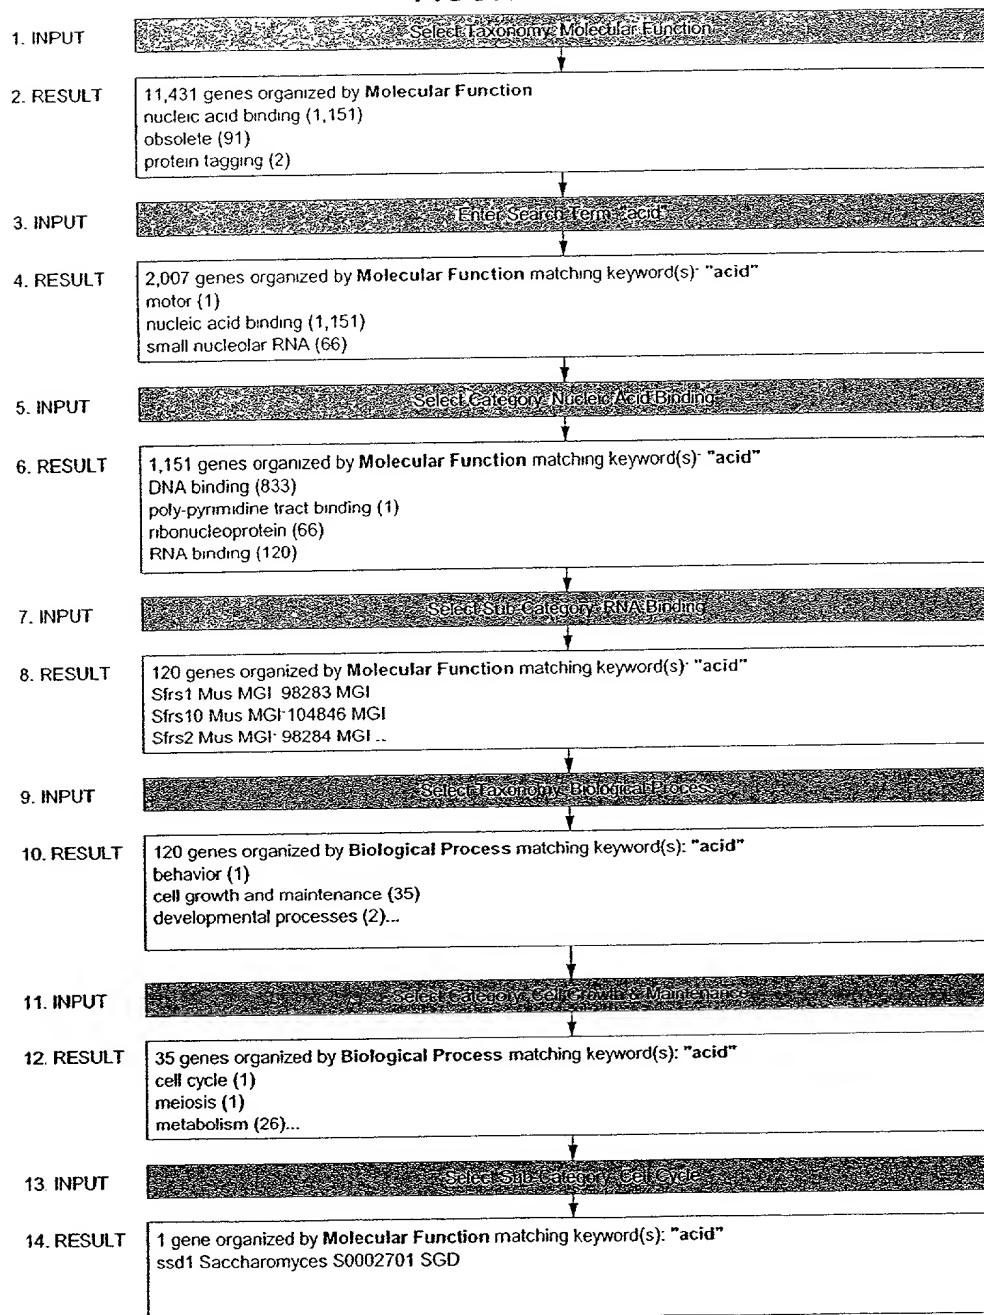 1. INPUT
Select Taxonomy: Molecular Function
2. RESULT
11,431 genes organized by Molecular Function
nucleic acid binding (1,151)
obsolete (91)
protein tagging (2)
3. INPUT
Enter Search Term: "acid"
4. RESULT
2,007 genes organized by Molecular Function matching keyword(s)· "acid"
motor (1)
nucleic acid binding (1,151)
small nucleolar RNA (66)
5. INPUT
Select Category: Nucleic Acid Binding
6. RESULT
1,151 genes organized by Molecular Function matching keyword(s)· "acid"
DNA binding (833)
poly-pyrimidine tract binding (1)
ribonucleoprotein (66)
RNA binding (120)
7. INPUT
Select Sub-Category: RNA Binding
8. RESULT
120 genes organized by Molecular Function matching keyword(s)· "acid"
Sfrs1 Mus MGI 98283 MGI
Sfrs10 Mus MGI·104846 MGI
Sfrs2 Mus MGI· 98284 MGI ..
9. INPUT
Select Taxonomy: Biological Process
10. RESULT
120 genes organized by Biological Process matching keyword(s): "acid"
behavior (1)
cell growth and maintenance (35)
developmental processes (2)...
11. INPUT
Select Category: Cell Growth & Maintenance
12. RESULT
35 genes organized by Biological Process matching keyword(s): "acid"
cell cycle (1)
meiosis (1)
metabolism (26)...
13. INPUT
Select Sub-Category: Cell Cycle
14. RESULT
1 gene organized by Molecular Function matching keyword(s): "acid"
ssd1 Saccharomyces S0002701 SGD